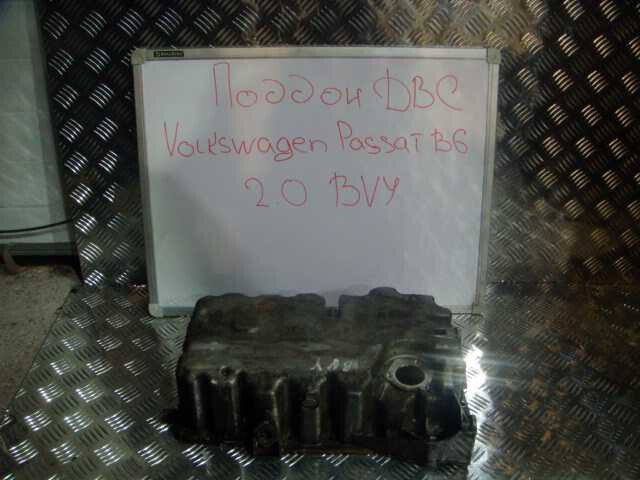 Поддон ДВС
Volkswagen Passat B6
2.0 BVY